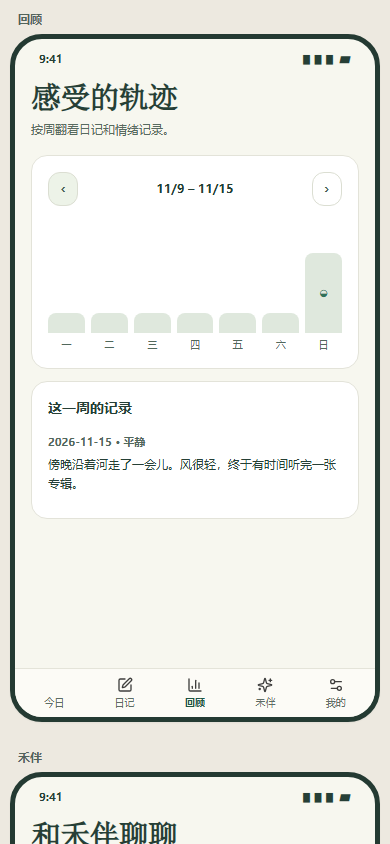 回顾
9:41
感受的轨迹
按周翻看日记和情绪记录。
‹ 11/9 – 11/15 ›
一 二 三 四 五 六 日
这一周的记录
2026-11-15 • 平静
傍晚沿着河走了一会儿。风很轻，终于有时间听完一张
专辑。
今日 日记 回顾 禾伴 我的
禾伴
9:41
和禾伴聊聊